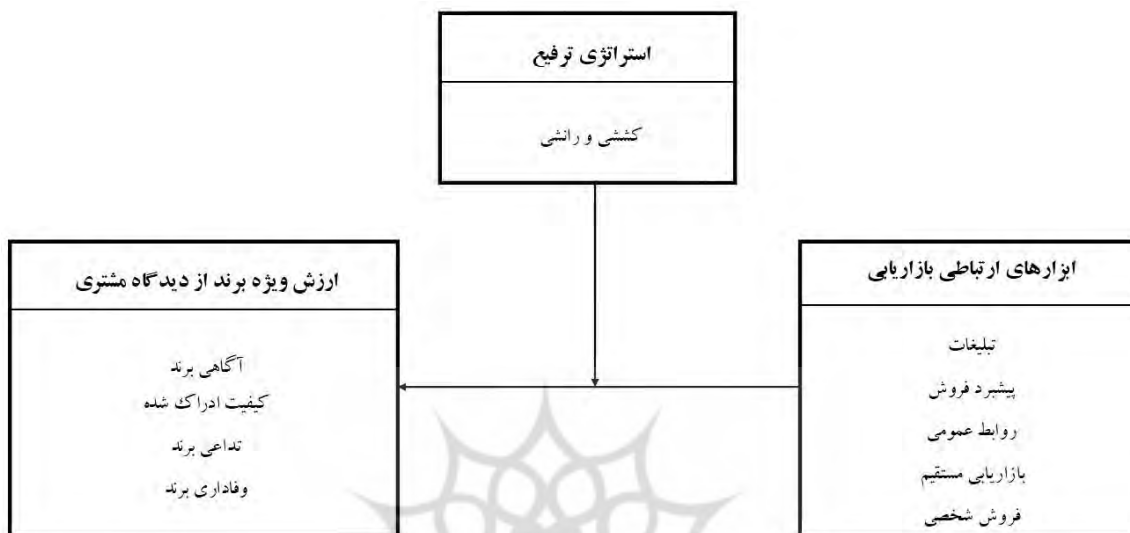 استراتژی ترفیع
کششی و رانشی
ابزارهای ارتباطی بازاریابی
تبلیغات
پیشبرد فروش
روابط عمومی
بازاریابی مستقیم
فروش شخصی
ارزش ویژه برند از دیدگاه مشتری
آگاهی برند
کیفیت ادراک شده
تداعی برند
وفاداری برند